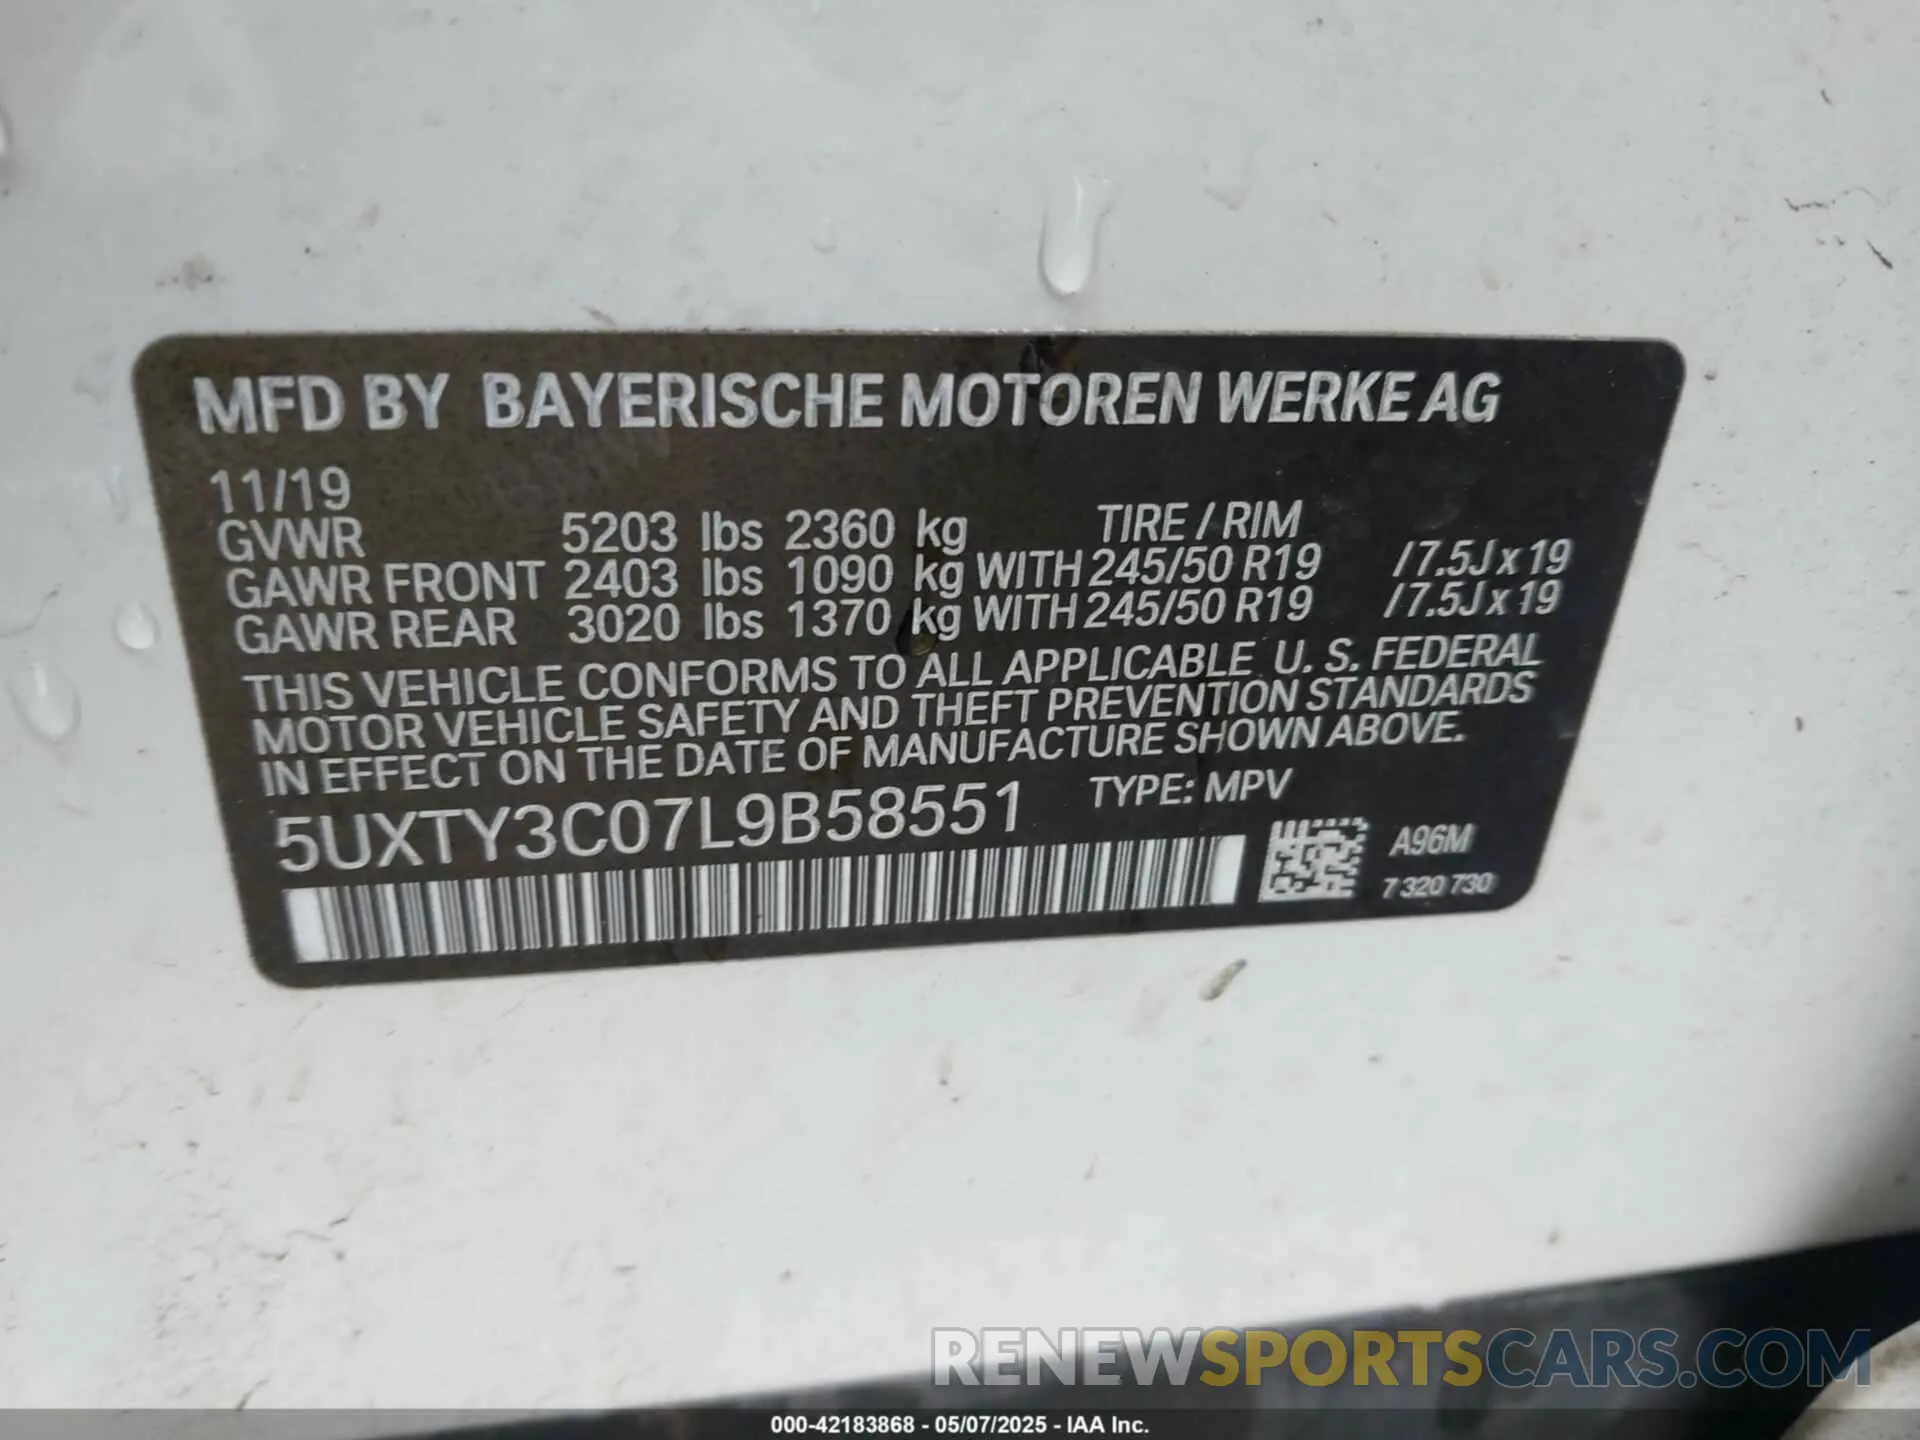 MFD BY BAYERISCHE MOTOREN WERKE AG
11/19
GVWR 5203 lbs 2360 kg TIRE / RIM
GAWR FRONT 2403 lbs 1090 kg WITH 245/50 R19 /7.5J x 19
GAWR REAR 3020 lbs 1370 kg WITH 245/50 R19 /7.5J x 19
THIS VEHICLE CONFORMS TO ALL APPLICABLE U. S. FEDERAL
MOTOR VEHICLE SAFETY AND THEFT PREVENTION STANDARDS
IN EFFECT ON THE DATE OF MANUFACTURE SHOWN ABOVE.
5UXTY3C07L9B58551 TYPE: MPV
A96M
7 320 730
RENEWSPORTSCARS.COM
000-42183868 - 05/07/2025 - IAA Inc.